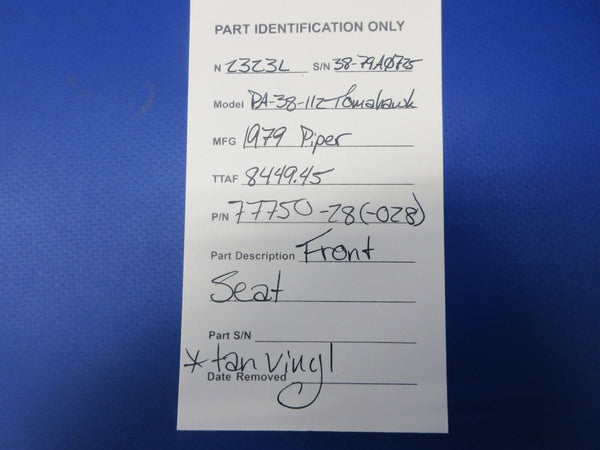 PART IDENTIFICATION ONLY
N 2323L S/N 38-79A0725
Model PA-38-112 Tomahawk
MFG 1979 Piper
TTAF 8449.45
P/N 77750-28(-028)
Part Description Front
Seat
Part S/N
* tan vinyl
Date Removed